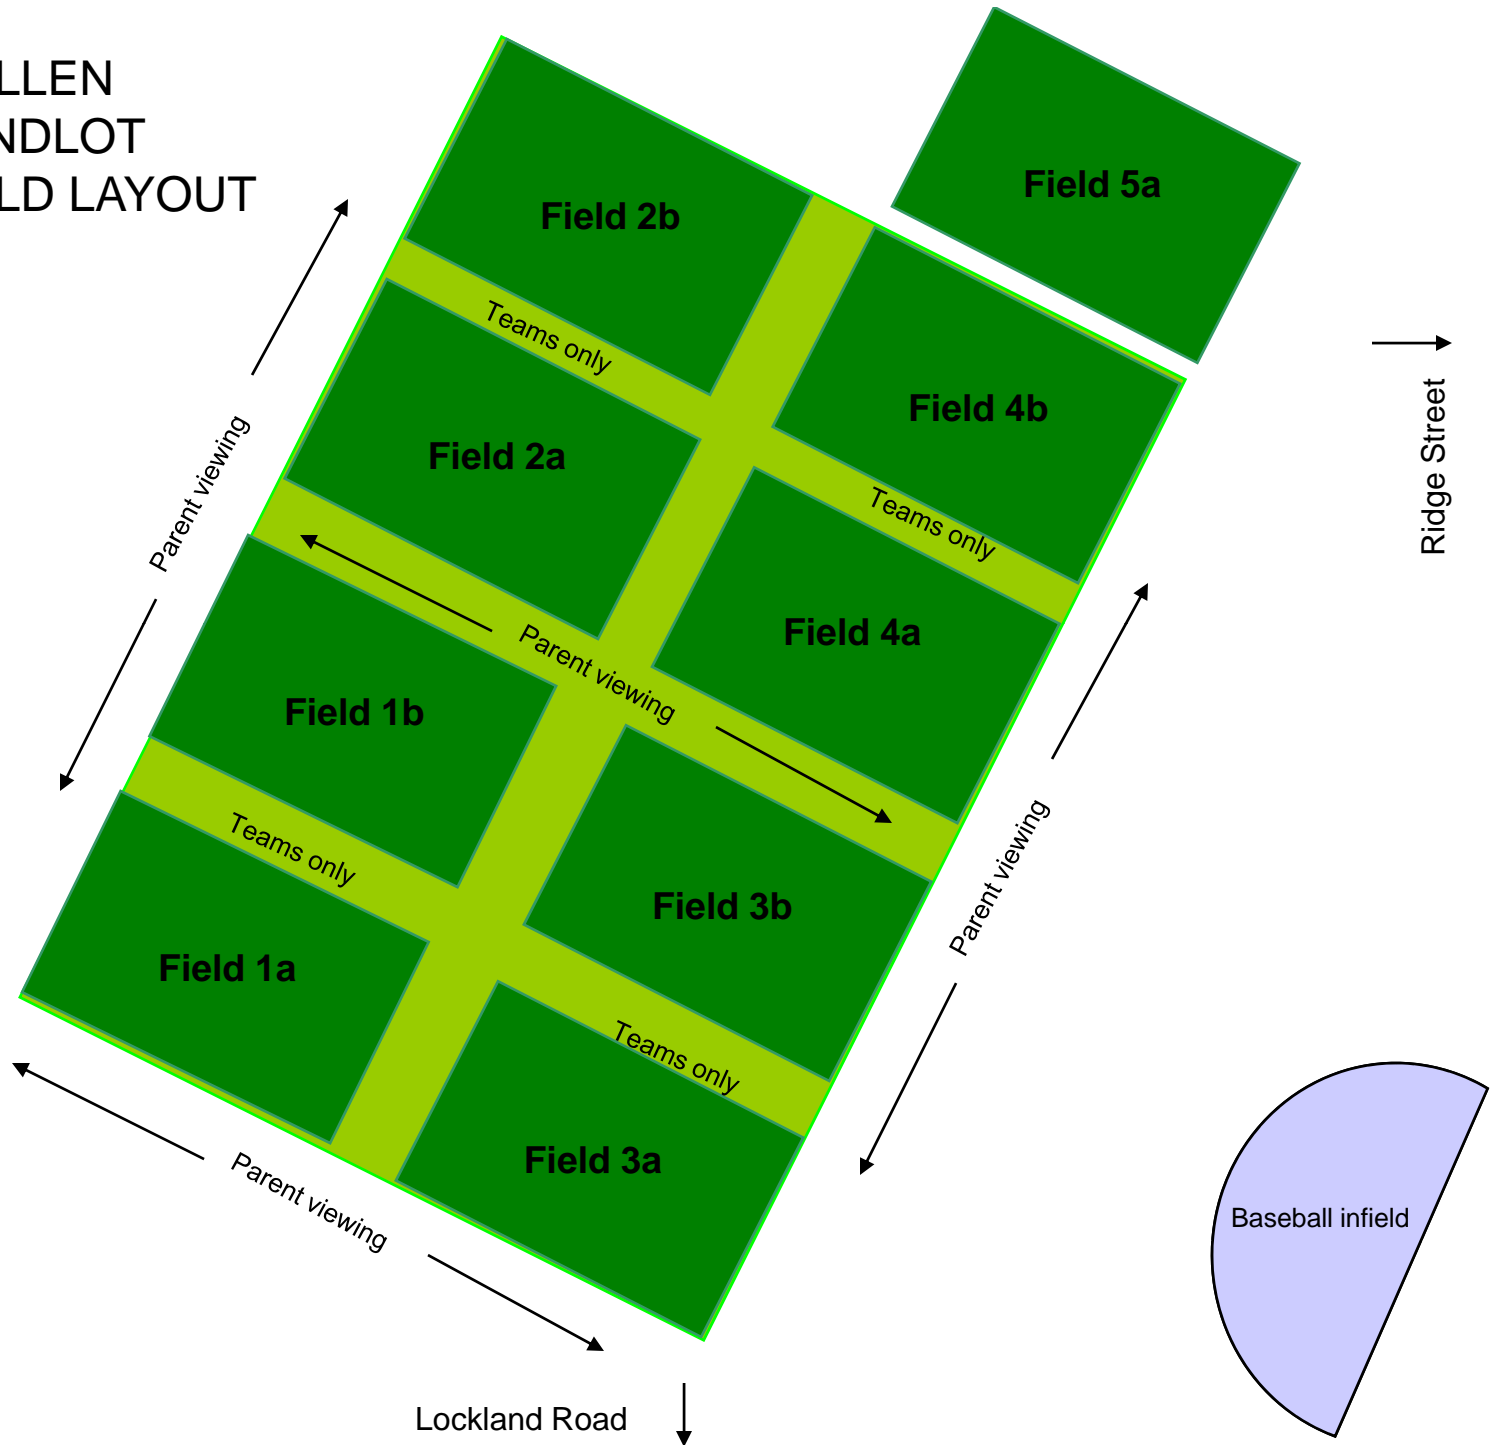 LLEN
NDLOT
LD LAYOUT
Field 5a
Field 2b
Teams only
Field 4b
Field 2a
Teams only
Ridge Street
Parent viewing
Field 4a
Parent viewing
Field 1b
Teams only
Field 3b
Parent viewing
Field 1a
Teams only
Field 3a
Parent viewing
Baseball infield
Lockland Road